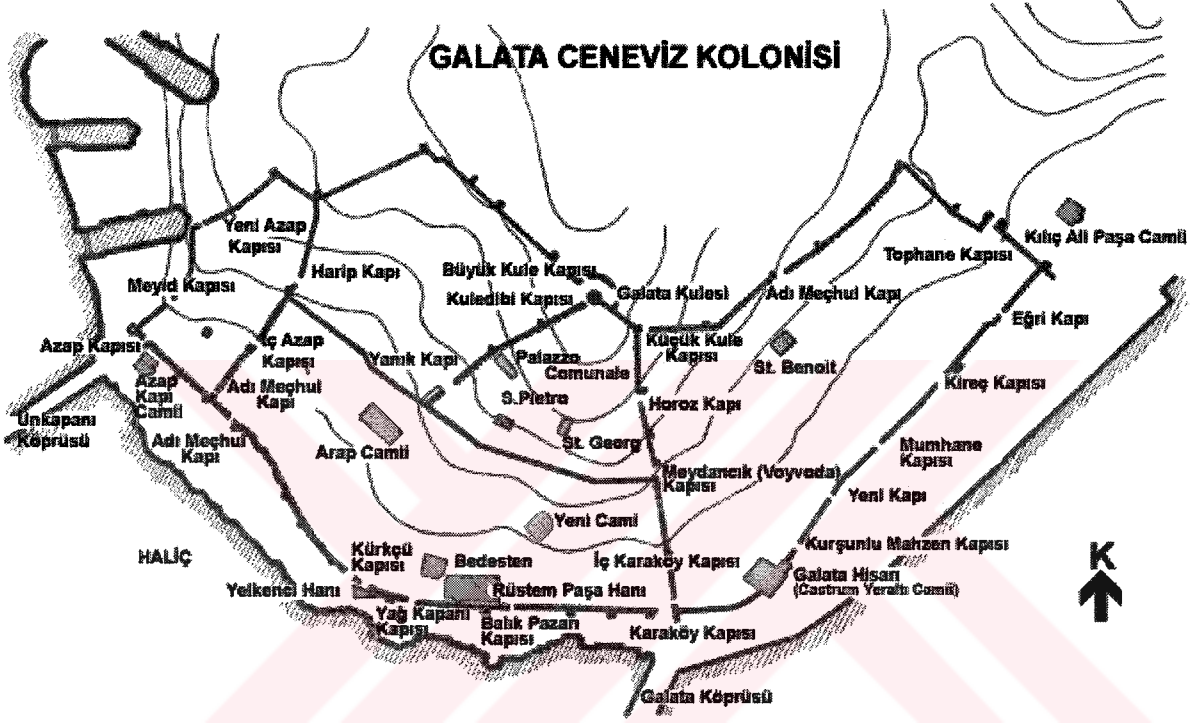 GALATA CENEVİZ KOLONİSİ
Yeni Azap
Kapısı
Kılıç Ali Paşa Camii
Tophane Kapısı
Harip Kapı
Büyük Kule Kapısı
Meyid Kapısı
Kuledibi Kapısı
Galata Kulesi
Adı Meçhul Kapı
Eğri Kapı
Azap Kapısı
İç Azap
Kapısı
Yanık Kapı
Palazzo
Comunale
Küçük Kule
Kapısı
St. Benoit
Azap
Kapı
Camii
Adı Meçhul
Kapı
S.Pietro
Horoz Kapı
Kireç Kapısı
Unkapanı
Köprüsü
Adı Meçhul
Kapı
Arap Camii
St. Georg
Mumhane
Kapısı
Meydancık (Voyvoda)
Kapısı
Yeni Kapı
Yeni Cami
HALİÇ
Kürkçü
Kapısı
Bedesten
İç Karaköy Kapısı
Kurşunlu Mahzen Kapısı
K
Yelkenci Hanı
Rüstem Paşa Hanı
Galata Hisarı
(Castrum Yeraltı Camii)
Yağ Kapanı
Kapısı
Balık Pazarı
Kapısı
Karaköy Kapısı
Galata Köprüsü